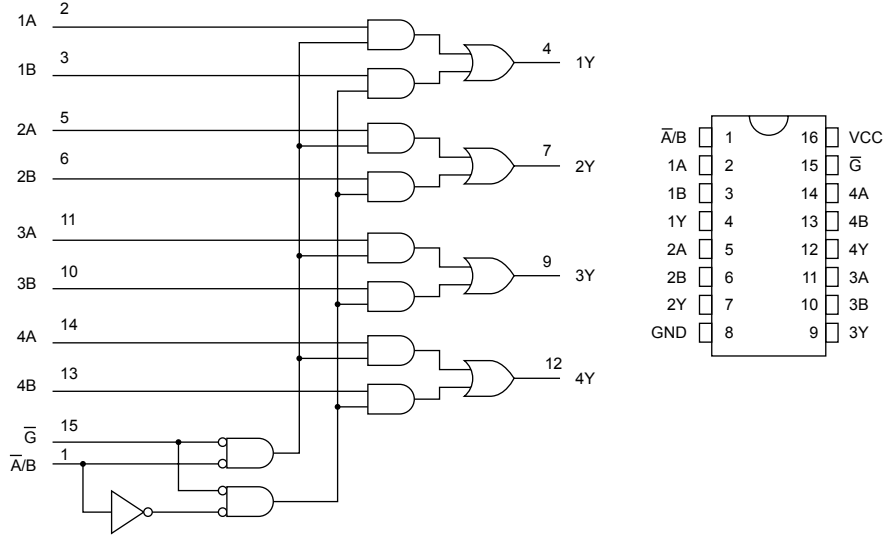 1A 2
4 1Y
1B 3
2A 5
7 2Y
2B 6
3A 11
9 3Y
3B 10
4A 14
12 4Y
4B 13
G̅ 15
A̅/B 1
A̅/B 1 16 VCC
1A 2 15 G̅
1B 3 14 4A
1Y 4 13 4B
2A 5 12 4Y
2B 6 11 3A
2Y 7 10 3B
GND 8 9 3Y